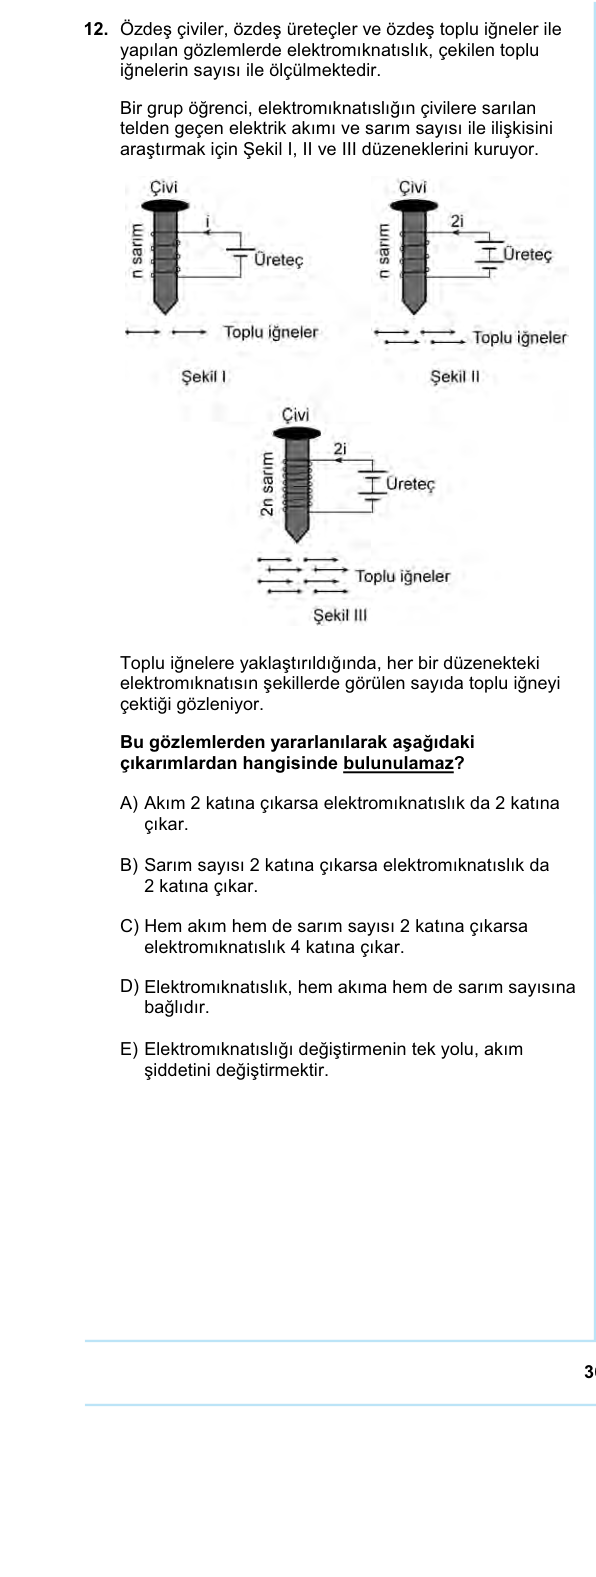 12. Özdeş çiviler, özdeş üreteçler ve özdeş toplu iğneler ile
yapılan gözlemlerde elektromıknatıslık, çekilen toplu
iğnelerin sayısı ile ölçülmektedir.
Bir grup öğrenci, elektromıknatıslığın çivilere sarılan
telden geçen elektrik akımı ve sarım sayısı ile ilişkisini
araştırmak için Şekil I, II ve III düzeneklerini kuruyor.
Çivi
n sarım
i
Üreteç
Toplu iğneler
Şekil I
Çivi
n sarım
2i
Üreteç
Toplu iğneler
Şekil II
Çivi
2n sarım
2i
Üreteç
Toplu iğneler
Şekil III
Toplu iğnelere yaklaştırıldığında, her bir düzenekteki
elektromıknatısın şekillerde görülen sayıda toplu iğneyi
çektiği gözleniyor.
Bu gözlemlerden yararlanılarak aşağıdaki
çıkarımlardan hangisinde bulunulamaz?
A) Akım 2 katına çıkarsa elektromıknatıslık da 2 katına
çıkar.
B) Sarım sayısı 2 katına çıkarsa elektromıknatıslık da
2 katına çıkar.
C) Hem akım hem de sarım sayısı 2 katına çıkarsa
elektromıknatıslık 4 katına çıkar.
D) Elektromıknatıslık, hem akıma hem de sarım sayısına
bağlıdır.
E) Elektromıknatıslığı değiştirmenin tek yolu, akım
şiddetini değiştirmektir.